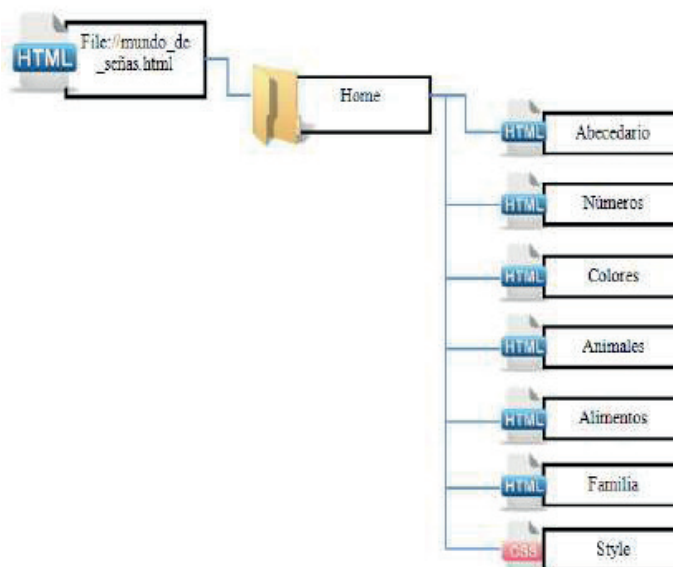 HTML
File://mundo_de
_señas.html
Home
HTML
Abecedario
HTML
Números
HTML
Colores
HTML
Animales
HTML
Alimentos
HTML
Familia
CSS
Style